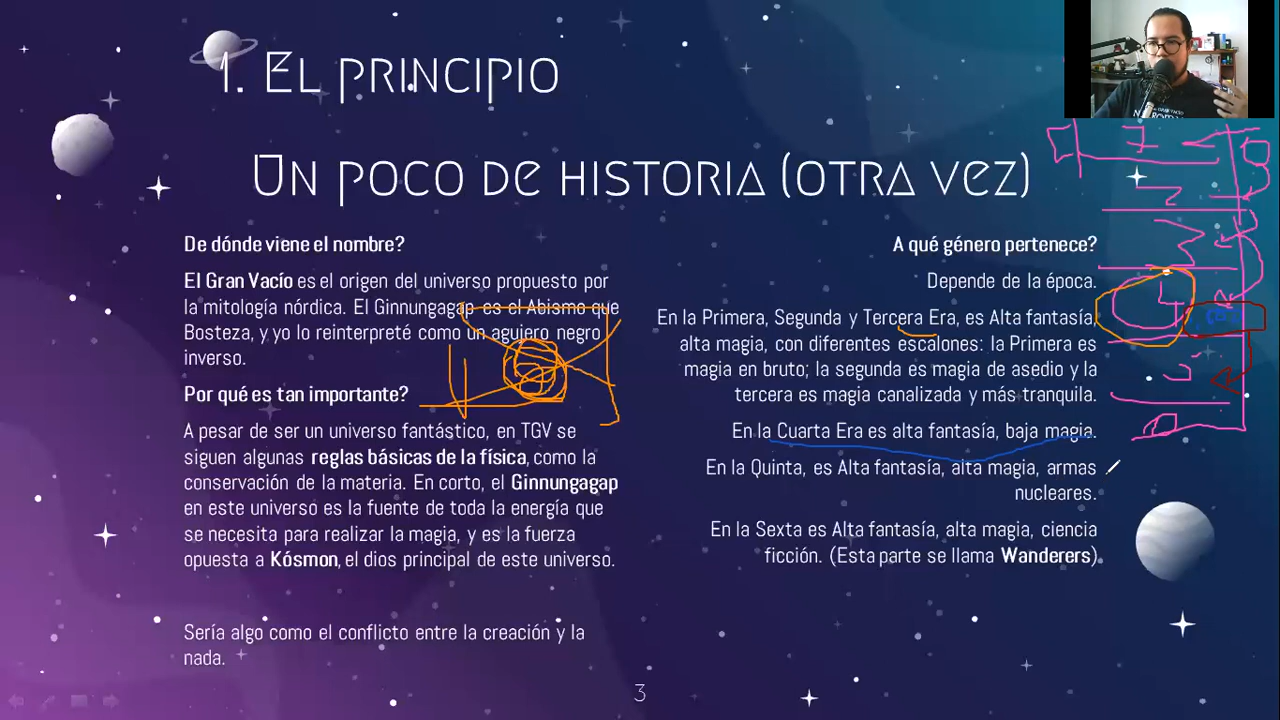 1. El principio
Un poco de historia (otra vez)
De dónde viene el nombre?
El Gran Vacío es el origen del universo propuesto por
la mitología nórdica. El Ginnungagap es el Abismo que
Bosteza, y yo lo reinterpreté como un agujero negro
inverso.
Por qué es tan importante?
A pesar de ser un universo fantástico, en TGV se
siguen algunas reglas básicas de la física, como la
conservación de la materia. En corto, el Ginnungagap
en este universo es la fuente de toda la energía que
se necesita para realizar la magia, y es la fuerza
opuesta a Kósmon, el dios principal de este universo.
Sería algo como el conflicto entre la creación y la
nada.
A qué género pertenece?
Depende de la época.
En la Primera, Segunda y Tercera Era, es Alta fantasía,
alta magia, con diferentes escalones: la Primera es
magia en bruto; la segunda es magia de asedio y la
tercera es magia canalizada y más tranquila.
En la Cuarta Era es alta fantasía, baja magia.
En la Quinta, es Alta fantasía, alta magia, armas
nucleares.
En la Sexta es Alta fantasía, alta magia, ciencia
ficción. (Esta parte se llama Wanderers).
2
3
4
3